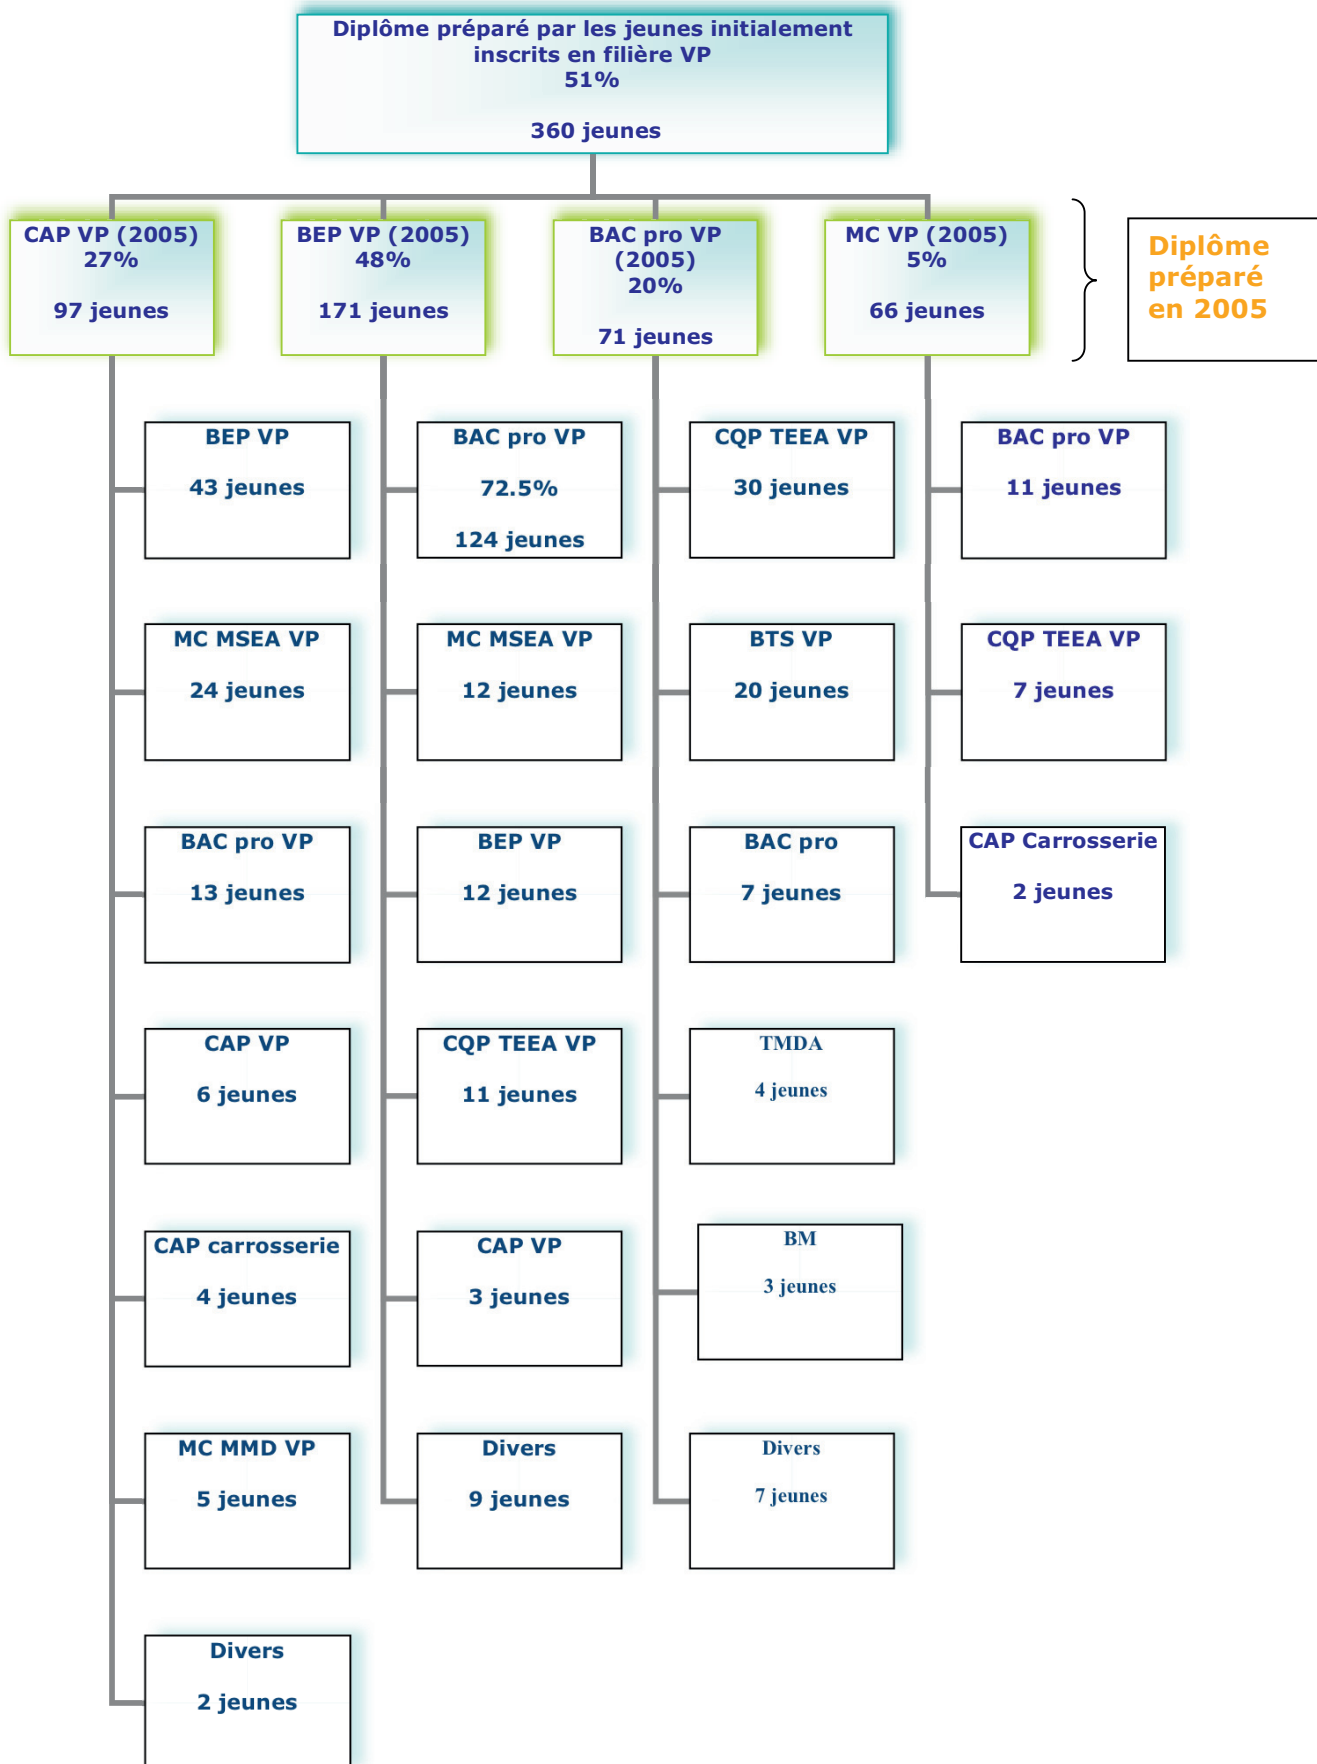 Diplôme préparé par les jeunes initialement
inscrits en filière VP
51%
360 jeunes
CAP VP (2005)
27%
97 jeunes
BEP VP (2005)
48%
171 jeunes
BAC pro VP
(2005)
20%
71 jeunes
MC VP (2005)
5%
66 jeunes
Diplôme
préparé
en 2005
BEP VP
43 jeunes
MC MSEA VP
24 jeunes
BAC pro VP
13 jeunes
CAP VP
6 jeunes
CAP carrosserie
4 jeunes
MC MMD VP
5 jeunes
Divers
2 jeunes
BAC pro VP
72.5%
124 jeunes
MC MSEA VP
12 jeunes
BEP VP
12 jeunes
CQP TEEA VP
11 jeunes
CAP VP
3 jeunes
Divers
9 jeunes
CQP TEEA VP
30 jeunes
BTS VP
20 jeunes
BAC pro
7 jeunes
TMDA
4 jeunes
BM
3 jeunes
Divers
7 jeunes
BAC pro VP
11 jeunes
CQP TEEA VP
7 jeunes
CAP Carrosserie
2 jeunes